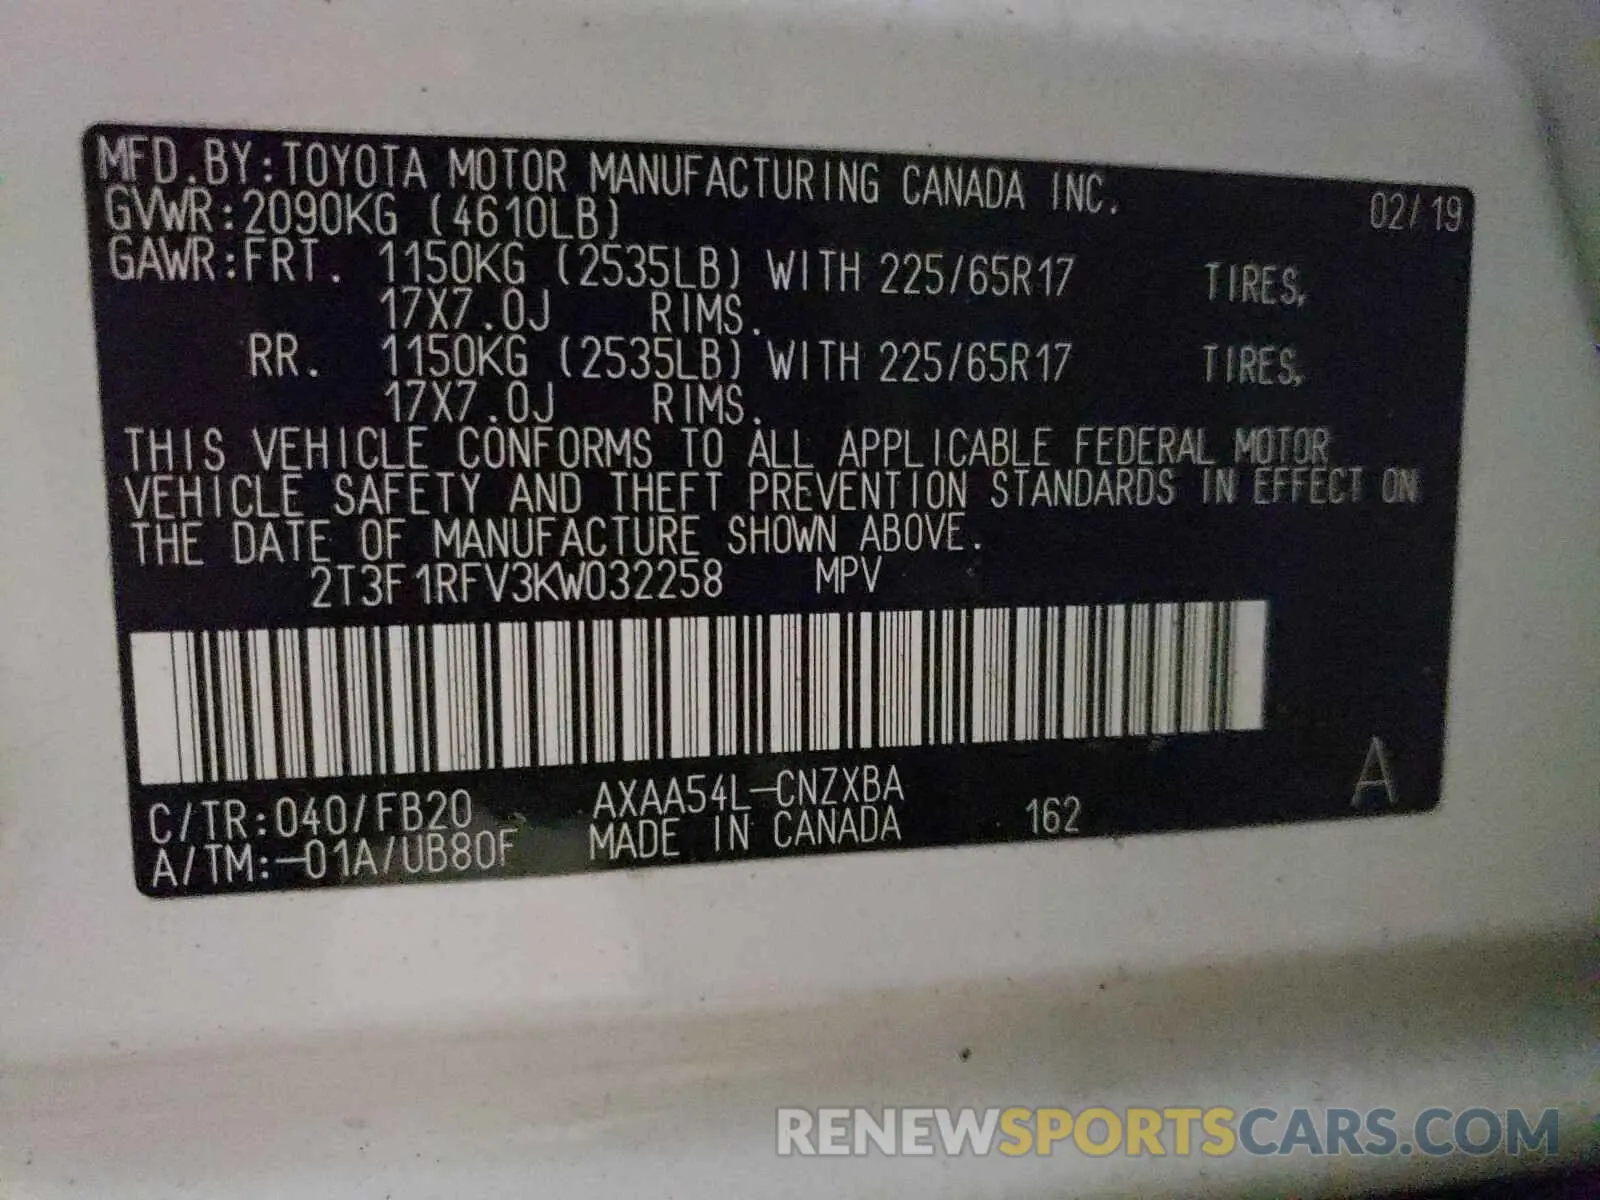 MFD.BY:TOYOTA MOTOR MANUFACTURING CANADA INC. 02/19
GVWR:2090KG (4610LB)
GAWR:FRT. 1150KG (2535LB) WITH 225/65R17 TIRES,
17X7.0J RIMS.
RR. 1150KG (2535LB) WITH 225/65R17 TIRES,
17X7.0J RIMS.
THIS VEHICLE CONFORMS TO ALL APPLICABLE FEDERAL MOTOR
VEHICLE SAFETY AND THEFT PREVENTION STANDARDS IN EFFECT ON
THE DATE OF MANUFACTURE SHOWN ABOVE.
2T3F1RFV3KW032258 MPV
C/TR:040/FB20 AXAA54L-CNZXBA
A/TM:-01A/UB80F MADE IN CANADA 162 A
RENEWSPORTSCARS.COM